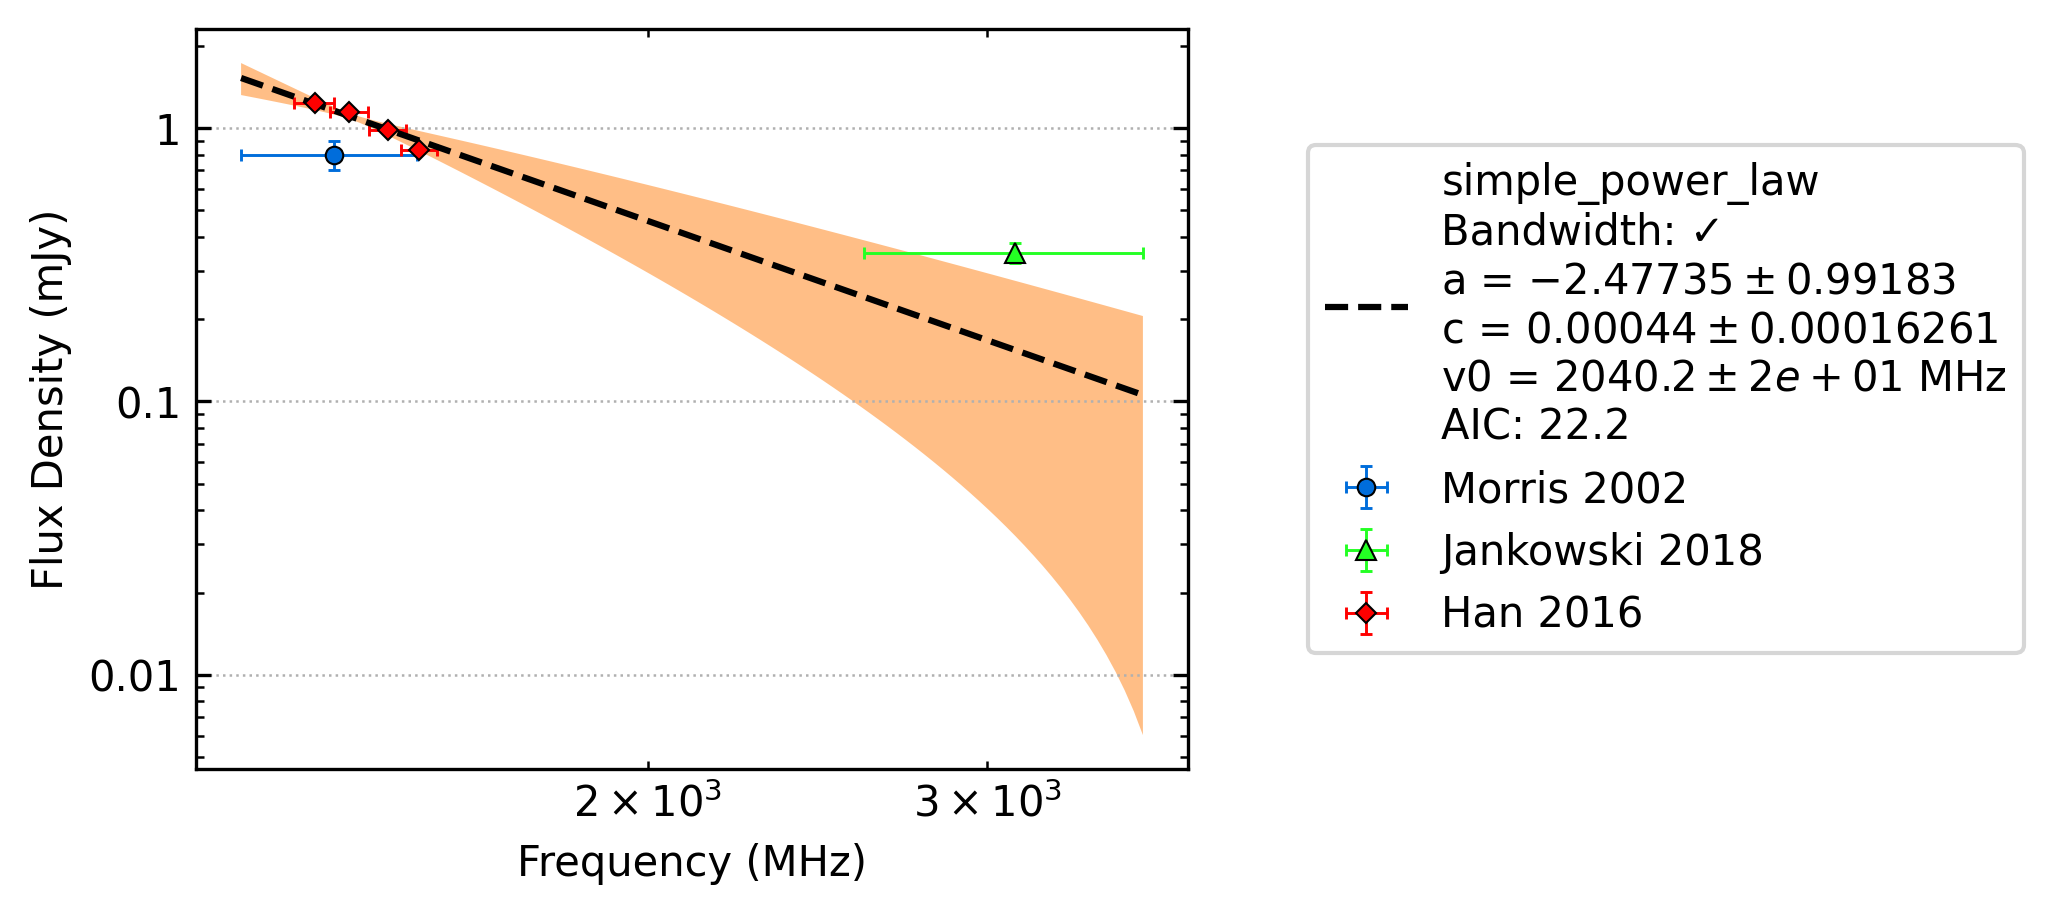 1
0.1
0.01
Flux Density (mJy)
2 × 10³
3 × 10³
Frequency (MHz)
simple_power_law
Bandwidth: ✓
a = −2.47735 ± 0.99183
c = 0.00044 ± 0.00016261
v0 = 2040.2 ± 2e + 01 MHz
AIC: 22.2
Morris 2002
Jankowski 2018
Han 2016